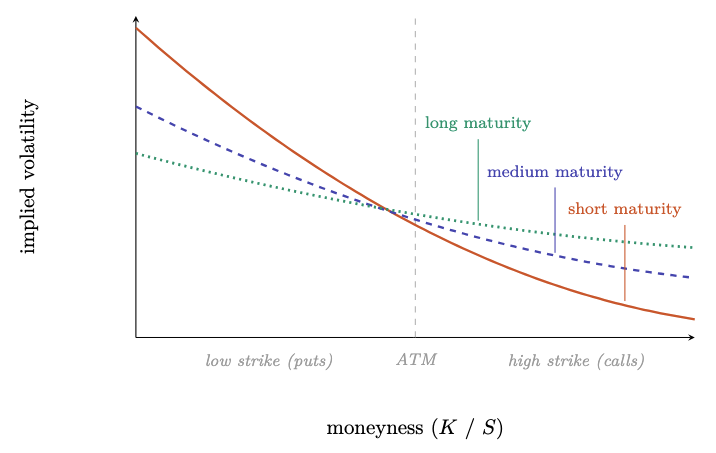 implied volatility
long maturity
medium maturity
short maturity
low strike (puts)
ATM
high strike (calls)
moneyness (K / S)